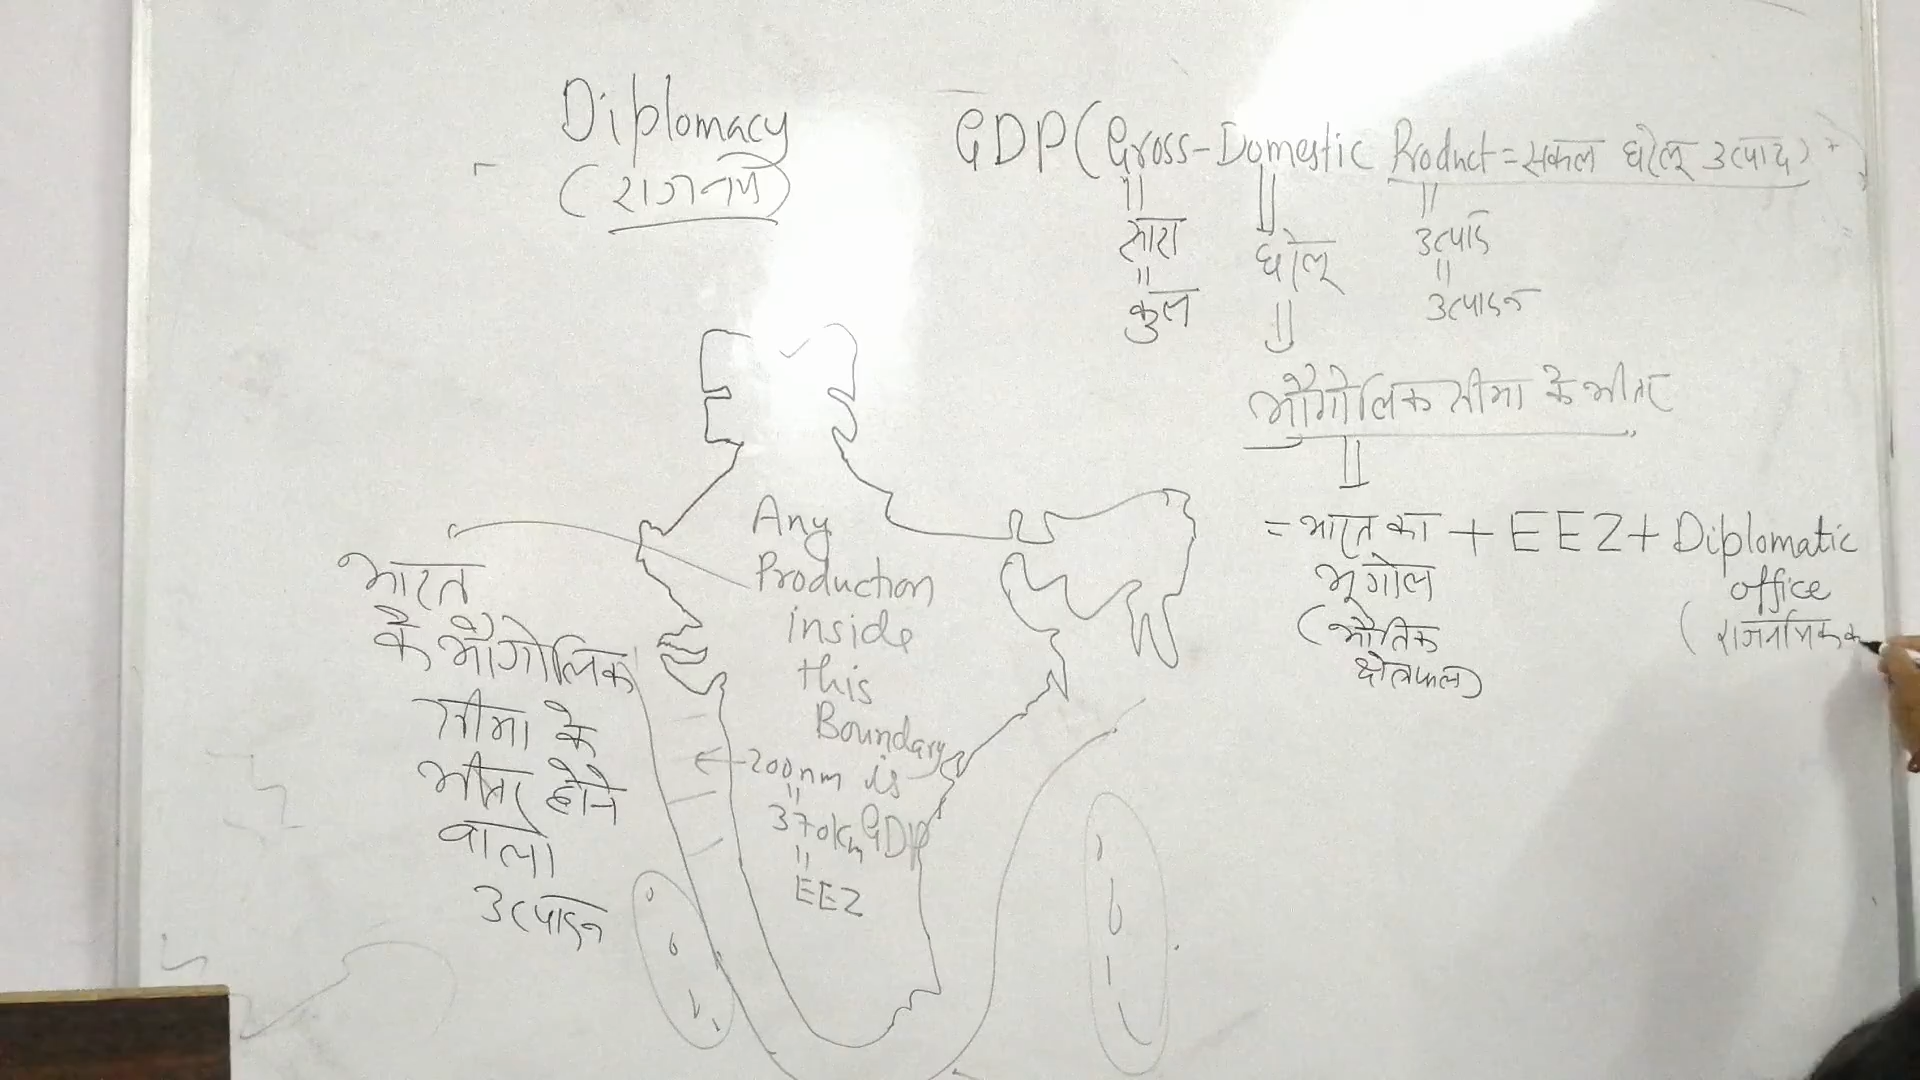 Diplomacy
(राजनय)
GDP (Gross-Domestic Product = सकल घरेलू उत्पाद)
सारा
कुल
घरेलू
उत्पाद
उत्पादन
भौगोलिक सीमा के भीतर
= भारत का + EEZ + Diplomatic
भूगोल
office
(भौतिक
(राजनयिक क
क्षेत्रफल)
Any
Production
inside
this
Boundary
is
GDP
200nm
370km
EEZ
भारत
के भौगोलिक
सीमा के
भीतर होने
वाला
उत्पादन